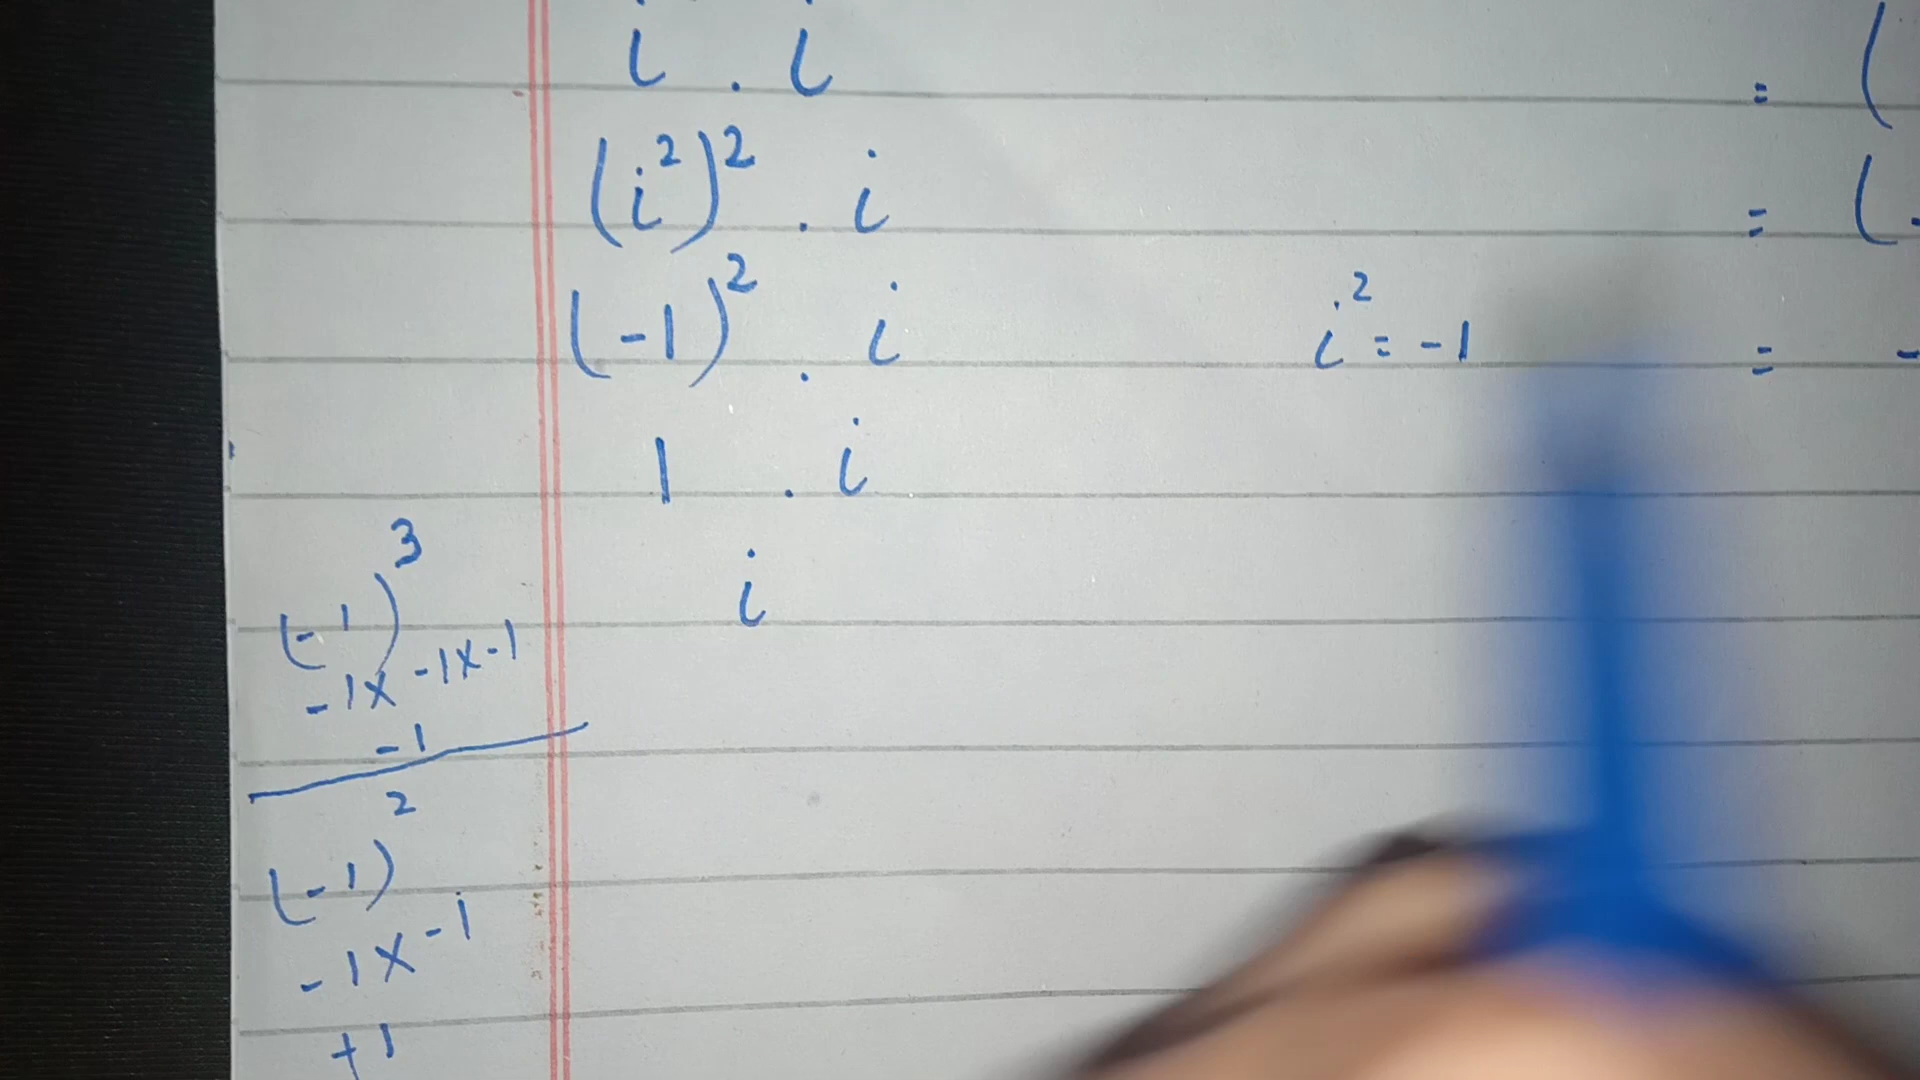 i . i
(i²)² . i
(-1)² . i
1 . i
i
i² = -1
= (
= (
= -
(-1)³
-1x -1x -1
-1
(-1)²
-1x -1
+1